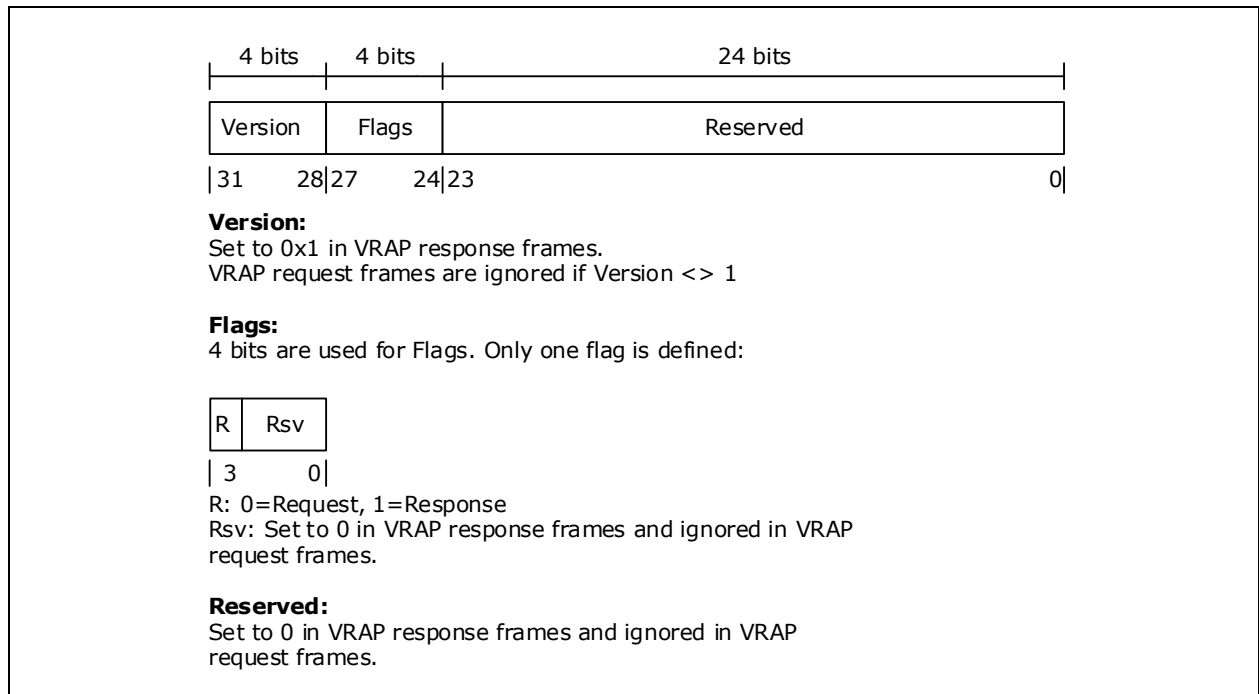 4 bits 4 bits 24 bits
Version Flags Reserved
31 28 27 24 23 0
Version:
Set to 0x1 in VRAP response frames.
VRAP request frames are ignored if Version <> 1
Flags:
4 bits are used for Flags. Only one flag is defined:
R Rsv
3 0
R: 0=Request, 1=Response
Rsv: Set to 0 in VRAP response frames and ignored in VRAP
request frames.
Reserved:
Set to 0 in VRAP response frames and ignored in VRAP
request frames.